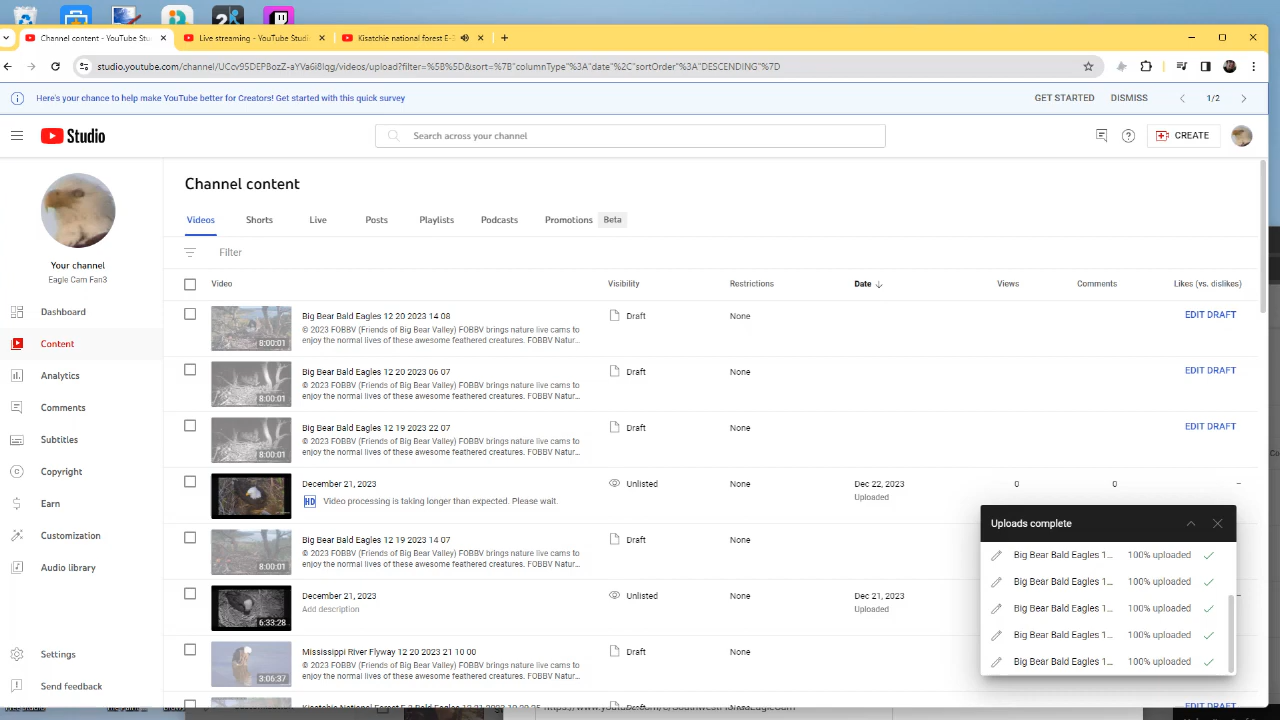 Channel content - YouTube Stu
Live streaming - YouTube Studi
Kisatchie national forest E-3
studio.youtube.com/channel/UCcv95DEPBozZ-aYVa6i8lqg/videos/upload?filter=%5B%5D&sort=%7B"columnType"%3A"date"%2C"sortOrder"%3A"DESCENDING"%7D
Here's your chance to help make YouTube better for Creators! Get started with this quick survey
GET STARTED
DISMISS
1/2
Studio
Search across your channel
CREATE
Your channel
Eagle Cam Fan3
Dashboard
Content
Analytics
Comments
Subtitles
Copyright
Earn
Customization
Audio library
Settings
Send feedback
Channel content
Videos Shorts Live Posts Playlists Podcasts Promotions Beta
Filter
Video Visibility Restrictions Date Views Comments Likes (vs. dislikes)
Big Bear Bald Eagles 12 20 2023 14 08 Draft None EDIT DRAFT
© 2023 FOBBV (Friends of Big Bear Valley) FOBBV brings nature live cams to
enjoy the normal lives of these awesome feathered creatures. FOBBV Natur...
8:00:01
Big Bear Bald Eagles 12 20 2023 06 07 Draft None EDIT DRAFT
© 2023 FOBBV (Friends of Big Bear Valley) FOBBV brings nature live cams to
enjoy the normal lives of these awesome feathered creatures. FOBBV Natur...
8:00:01
Big Bear Bald Eagles 12 19 2023 22 07 Draft None EDIT DRAFT
© 2023 FOBBV (Friends of Big Bear Valley) FOBBV brings nature live cams to
enjoy the normal lives of these awesome feathered creatures. FOBBV Natur...
8:00:01
December 21, 2023 Unlisted None Dec 22, 2023 0 0 –
HD Video processing is taking longer than expected. Please wait. Uploaded
Big Bear Bald Eagles 12 19 2023 14 07 Draft None
© 2023 FOBBV (Friends of Big Bear Valley) FOBBV brings nature live cams to
enjoy the normal lives of these awesome feathered creatures. FOBBV Natur...
8:00:01
December 21, 2023 Unlisted None Dec 21, 2023 –
Add description Uploaded
6:33:28
Mississippi River Flyway 12 20 2023 21 10 00 Draft None
© 2023 FOBBV (Friends of Big Bear Valley) FOBBV brings nature live cams to
enjoy the normal lives of these awesome feathered creatures. FOBBV Natur...
3:06:37
Uploads complete
Big Bear Bald Eagles 1... 100% uploaded
Big Bear Bald Eagles 1... 100% uploaded
Big Bear Bald Eagles 1... 100% uploaded
Big Bear Bald Eagles 1... 100% uploaded
Big Bear Bald Eagles 1... 100% uploaded
EDIT DRAFT